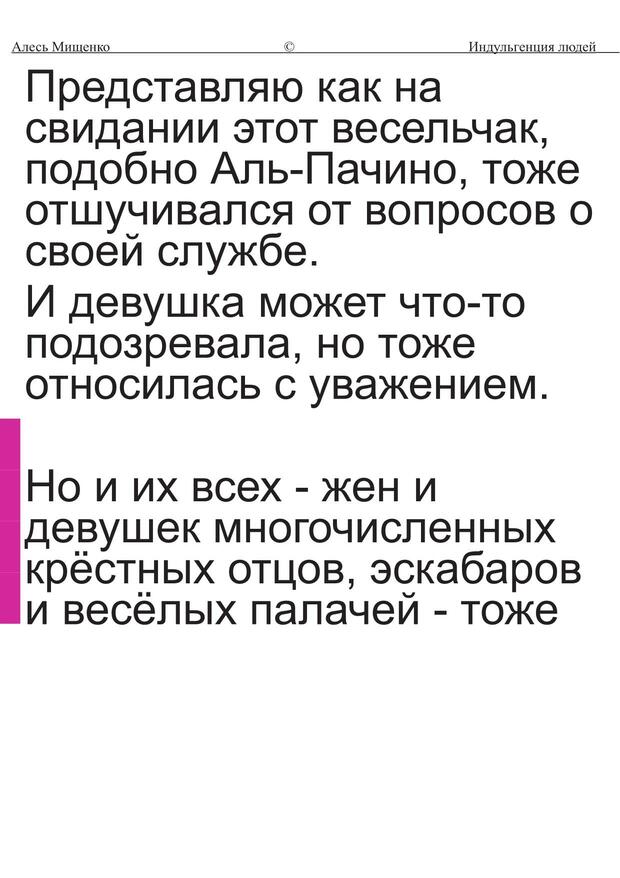 Алесь Мищенко © Индульгенция людей
Представляю как на
свидании этот весельчак,
подобно Аль-Пачино, тоже
отшучивался от вопросов о
своей службе.
И девушка может что-то
подозревала, но тоже
относилась с уважением.
Но и их всех - жен и
девушек многочисленных
крёстных отцов, эскабаров
и весёлых палачей - тоже